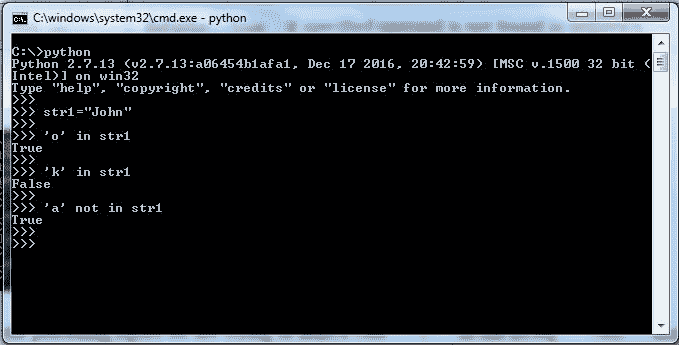 C:\windows\system32\cmd.exe - python
C:\>python
Python 2.7.13 (v2.7.13:a06454b1afa1, Dec 17 2016, 20:42:59) [MSC v.1500 32 bit (
Intel)] on win32
Type "help", "copyright", "credits" or "license" for more information.
>>>
>>> str1="John"
>>>
>>> 'o' in str1
True
>>>
>>> 'k' in str1
False
>>>
>>> 'a' not in str1
True
>>>
>>>